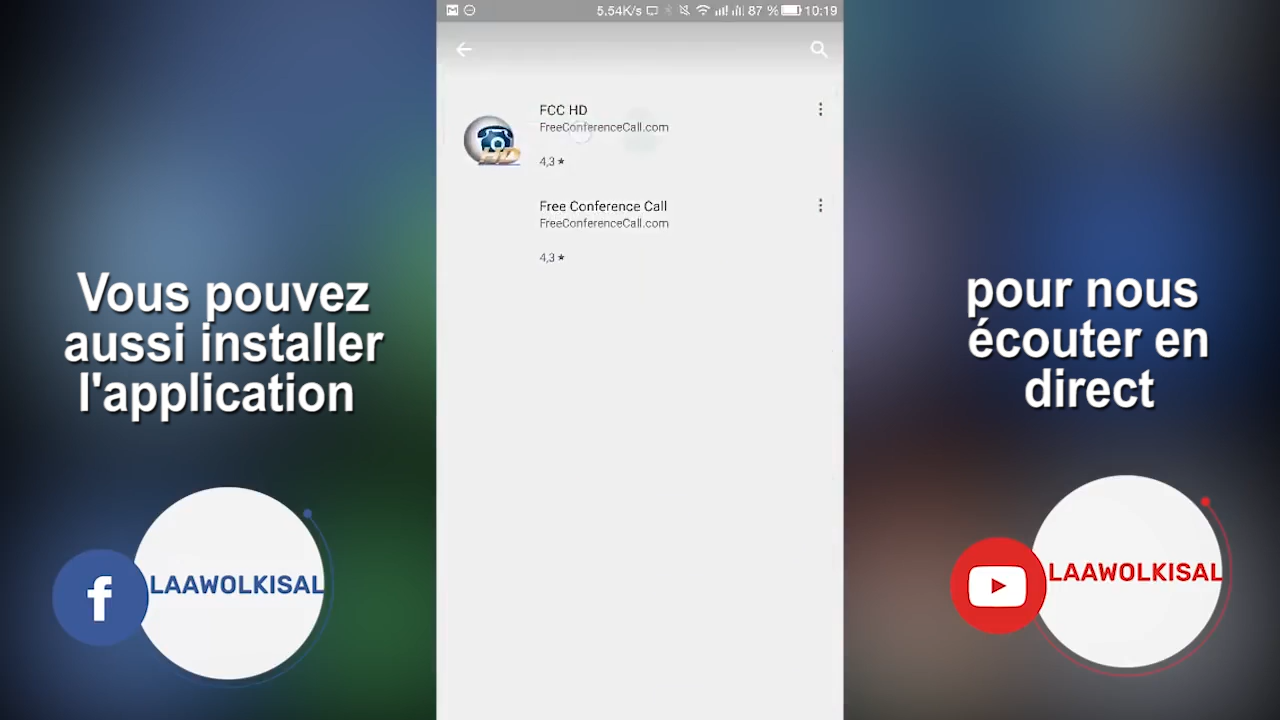 5,54K/s 87 % 10:19
FCC HD
FreeConferenceCall.com
4,3 ★
Free Conference Call
FreeConferenceCall.com
4,3 ★
Vous pouvez
aussi installer
l'application
pour nous
écouter en
direct
HD
f
LAAWOLKISAL
LAAWOLKISAL